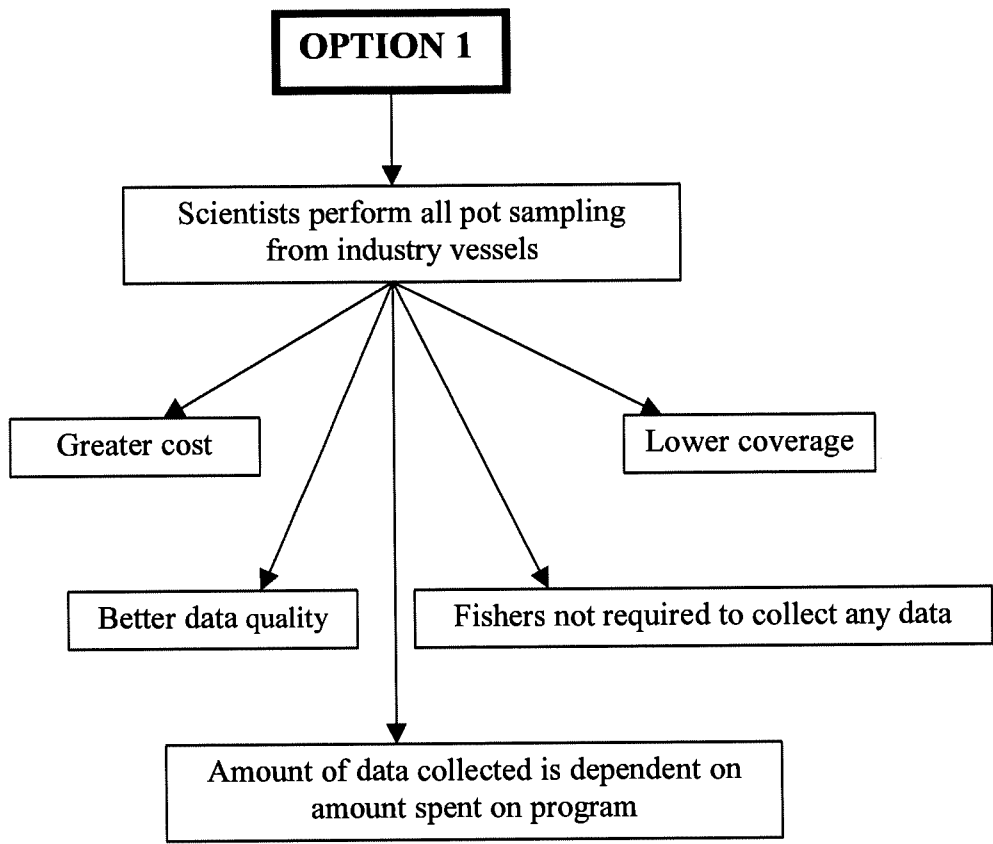 OPTION 1
Scientists perform all pot sampling
from industry vessels
Greater cost
Lower coverage
Better data quality
Fishers not required to collect any data
Amount of data collected is dependent on
amount spent on program